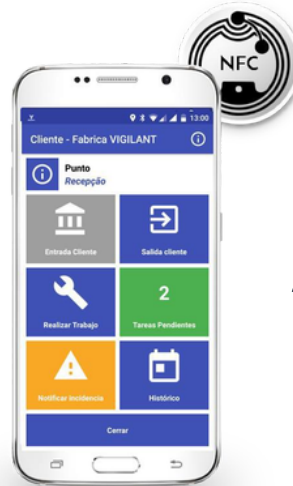 NFC
13:00
Cliente - Fabrica VIGILANT
Punto
Recepção
Entrada Cliente
Salida cliente
Realizar Trabajo
2
Tareas Pendientes
Notificar Incidencia
Histórico
Cerrar